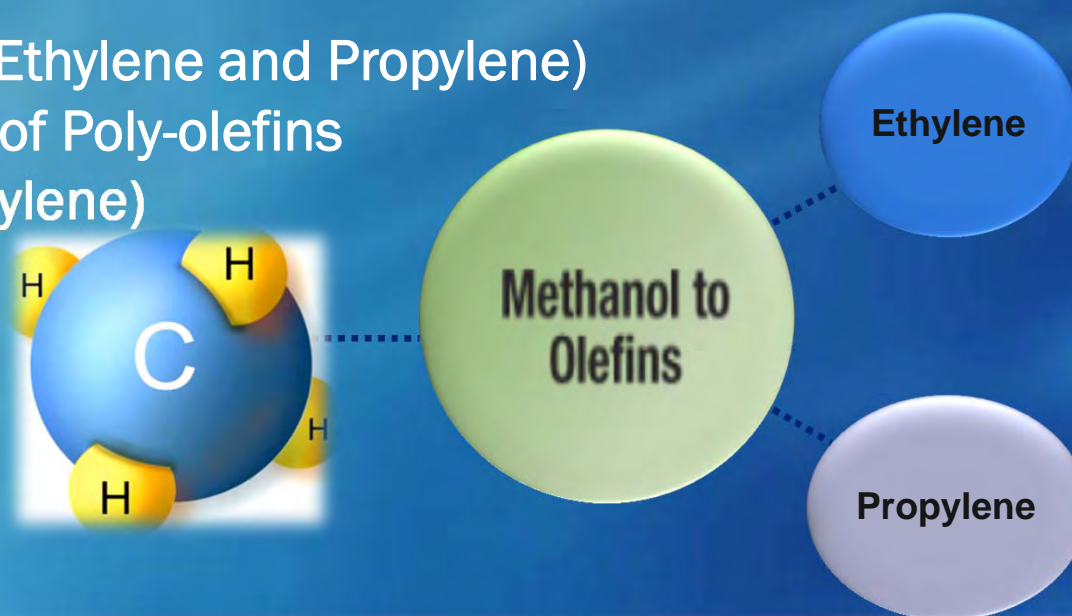 Ethylene and Propylene)
of Poly-olefins
ylene)
Ethylene
H
H
C
H
H
Methanol to
Olefins
Propylene